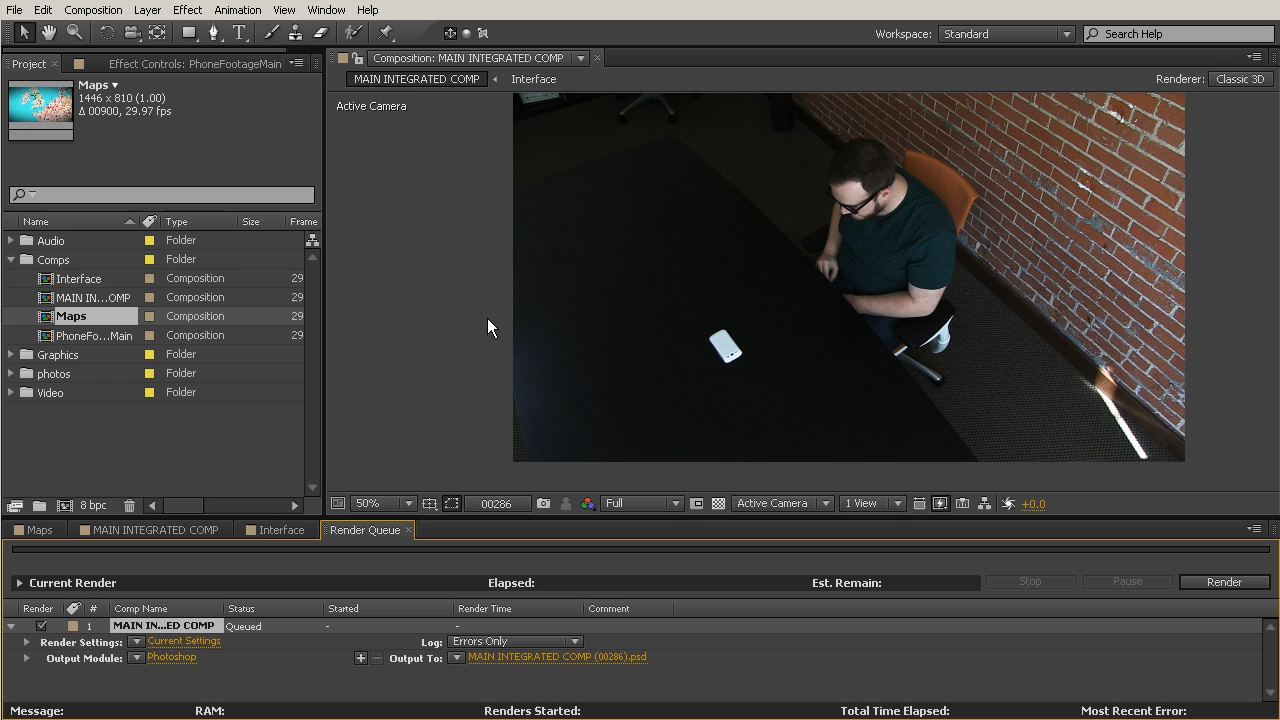 File Edit Composition Layer Effect Animation View Window Help
Workspace: Standard Search Help
Project Effect Controls: PhoneFootageMain
Composition: MAIN INTEGRATED COMP
Maps
1446 x 810 (1.00)
Δ 00900, 29.97 fps
MAIN INTEGRATED COMP Interface
Renderer: Classic 3D
Active Camera
Name Type Size Frame
Audio Folder
Comps Folder
Interface Composition 29
MAIN IN...OMP Composition 29
Maps Composition 29
PhoneFo...Main Composition 29
Graphics Folder
photos Folder
Video Folder
8 bpc
50% 00286 Full Active Camera 1 View +0.0
Maps MAIN INTEGRATED COMP Interface Render Queue
Current Render Elapsed: Est. Remain: Stop Pause Render
Render # Comp Name Status Started Render Time Comment
1 MAIN IN...ED COMP Queued - -
Render Settings: Current Settings Log: Errors Only
Output Module: Photoshop Output To: MAIN INTEGRATED COMP (00286).psd
Message: RAM: Renders Started: Total Time Elapsed: Most Recent Error: